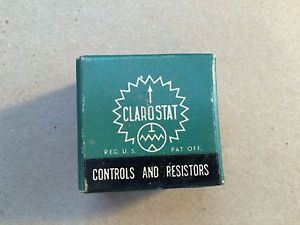 CLAROSTAT
REG. U.S. PAT. OFF.
CONTROLS AND RESISTORS